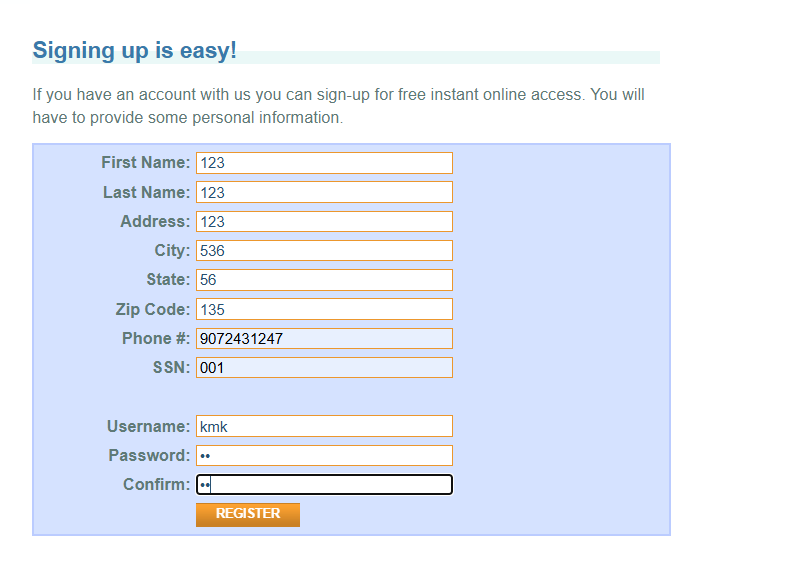 Signing up is easy!
If you have an account with us you can sign-up for free instant online access. You will
have to provide some personal information.
First Name: 123
Last Name: 123
Address: 123
City: 536
State: 56
Zip Code: 135
Phone #: 9072431247
SSN: 001
Username: kmk
Password: ••
Confirm: ••
REGISTER